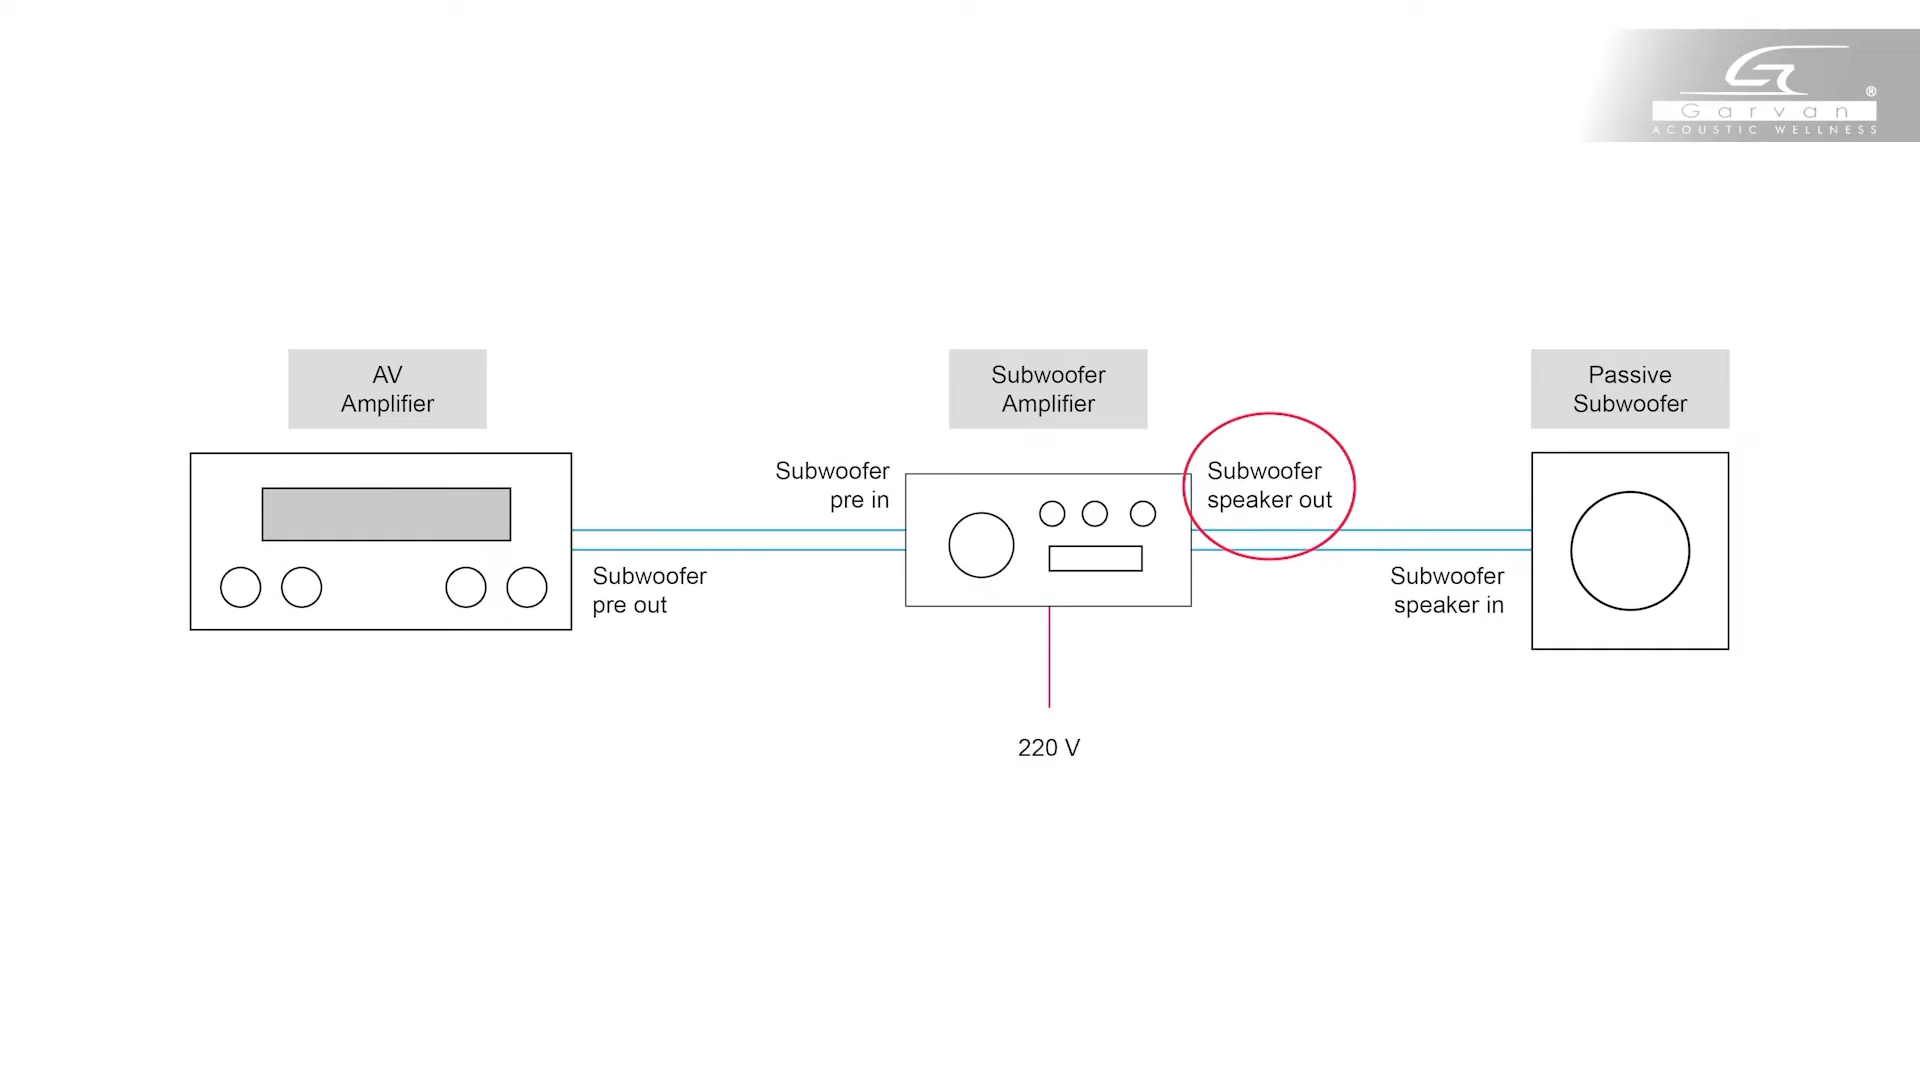 Garvan
ACOUSTIC WELLNESS
®
AV
Amplifier
Subwoofer
Amplifier
Passive
Subwoofer
Subwoofer
pre in
Subwoofer
speaker out
Subwoofer
pre out
Subwoofer
speaker in
220 V